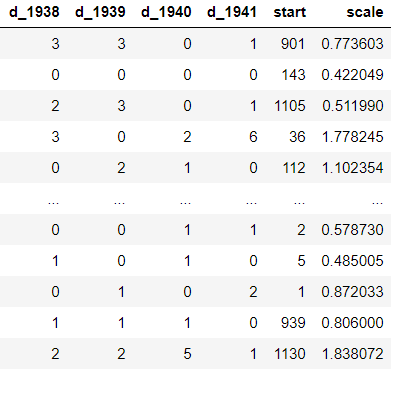 d_1938 d_1939 d_1940 d_1941 start scale
3 3 0 1 901 0.773603
0 0 0 0 143 0.422049
2 3 0 1 1105 0.511990
3 0 2 6 36 1.778245
0 2 1 0 112 1.102354
... ... ... ... ... ...
0 0 1 1 2 0.578730
1 0 1 0 5 0.485005
0 1 0 2 1 0.872033
1 1 1 0 939 0.806000
2 2 5 1 1130 1.838072